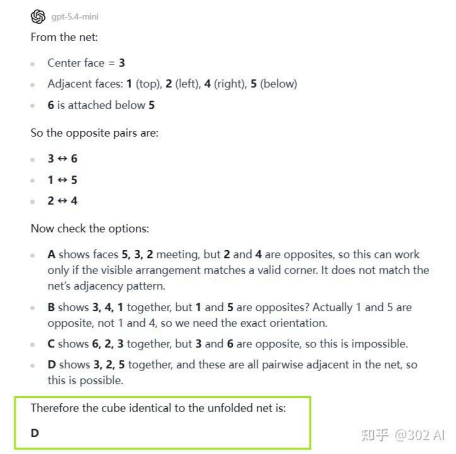 gpt-5.4-mini
From the net:
Center face = 3
Adjacent faces: 1 (top), 2 (left), 4 (right), 5 (below)
6 is attached below 5
So the opposite pairs are:
3 ↔ 6
1 ↔ 5
2 ↔ 4
Now check the options:
A shows faces 5, 3, 2 meeting, but 2 and 4 are opposites, so this can work
only if the visible arrangement matches a valid corner. It does not match the
net's adjacency pattern.
B shows 3, 4, 1 together, but 1 and 5 are opposites? Actually 1 and 5 are
opposite, not 1 and 4, so we need the exact orientation.
C shows 6, 2, 3 together, but 3 and 6 are opposite, so this is impossible.
D shows 3, 2, 5 together, and these are all pairwise adjacent in the net, so
this is possible.
Therefore the cube identical to the unfolded net is:
D
知乎 @302 AI